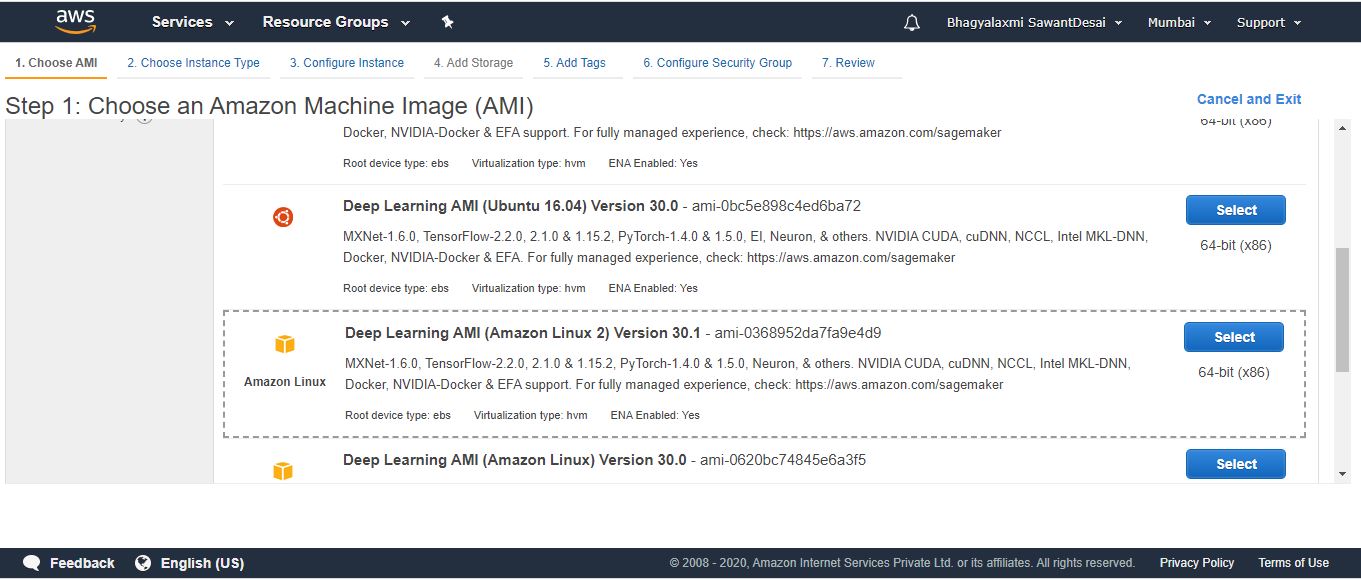 aws
Services
Resource Groups
Bhagyalaxmi SawantDesai
Mumbai
Support
1. Choose AMI
2. Choose Instance Type
3. Configure Instance
4. Add Storage
5. Add Tags
6. Configure Security Group
7. Review
Step 1: Choose an Amazon Machine Image (AMI)
Cancel and Exit
Docker, NVIDIA-Docker & EFA support. For fully managed experience, check: https://aws.amazon.com/sagemaker
64-bit (x86)
Root device type: ebs Virtualization type: hvm ENA Enabled: Yes
Deep Learning AMI (Ubuntu 16.04) Version 30.0 - ami-0bc5e898c4ed6ba72
Select
MXNet-1.6.0, TensorFlow-2.2.0, 2.1.0 & 1.15.2, PyTorch-1.4.0 & 1.5.0, EI, Neuron, & others. NVIDIA CUDA, cuDNN, NCCL, Intel MKL-DNN,
Docker, NVIDIA-Docker & EFA. For fully managed experience, check: https://aws.amazon.com/sagemaker
64-bit (x86)
Root device type: ebs Virtualization type: hvm ENA Enabled: Yes
Amazon Linux
Deep Learning AMI (Amazon Linux 2) Version 30.1 - ami-0368952da7fa9e4d9
Select
MXNet-1.6.0, TensorFlow-2.2.0, 2.1.0 & 1.15.2, PyTorch-1.4.0 & 1.5.0, Neuron, & others. NVIDIA CUDA, cuDNN, NCCL, Intel MKL-DNN,
Docker, NVIDIA-Docker & EFA support. For fully managed experience, check: https://aws.amazon.com/sagemaker
64-bit (x86)
Root device type: ebs Virtualization type: hvm ENA Enabled: Yes
Deep Learning AMI (Amazon Linux) Version 30.0 - ami-0620bc74845e6a3f5
Select
Feedback
English (US)
© 2008 - 2020, Amazon Internet Services Private Ltd. or its affiliates. All rights reserved.
Privacy Policy
Terms of Use